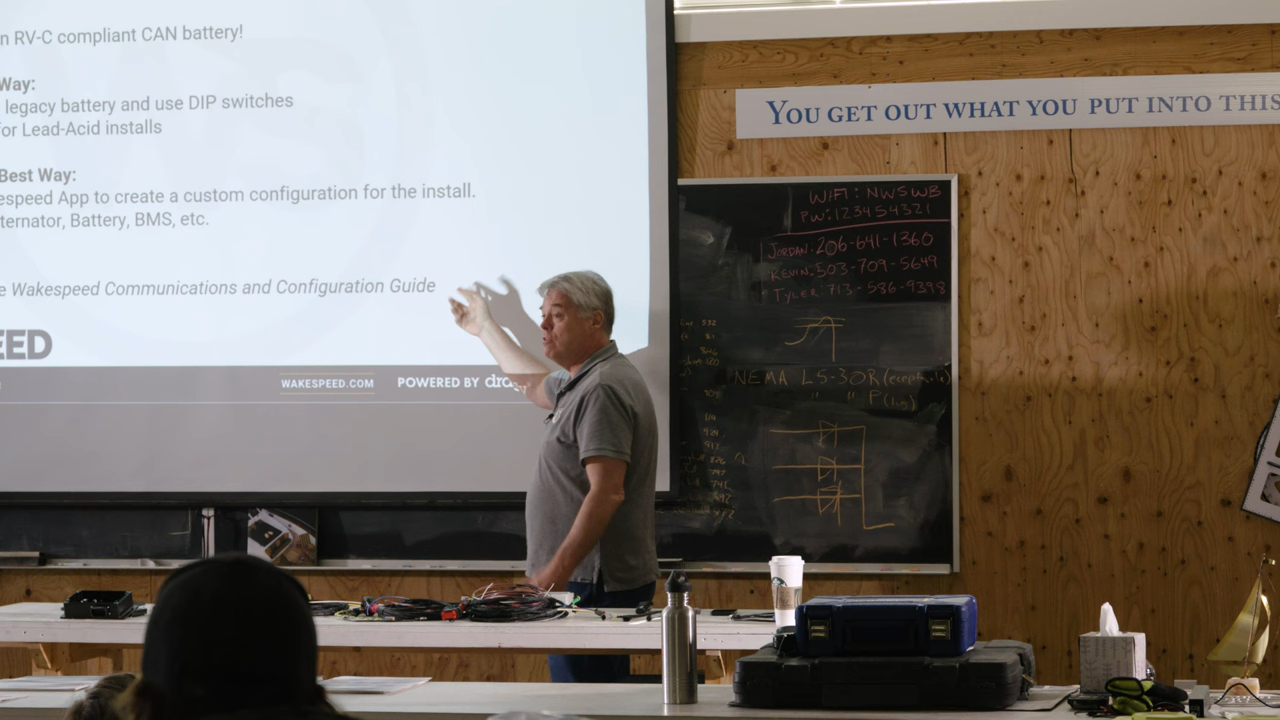 n RV-C compliant CAN battery!
Way:
legacy battery and use DIP switches
for Lead-Acid installs
Best Way:
espeed App to create a custom configuration for the install.
ternator, Battery, BMS, etc.
e Wakespeed Communications and Configuration Guide
EED
WAKESPEED.COM
POWERED BY drag
YOU GET OUT WHAT YOU PUT INTO THIS
WIFI: NWSWB
PW: 123454321
JORDAN-206-641-1360
KEVIN: 503-709-5649
TYLER: 713-586-9398
NEMA L5-30R (eceptacle)
" " P(lug)